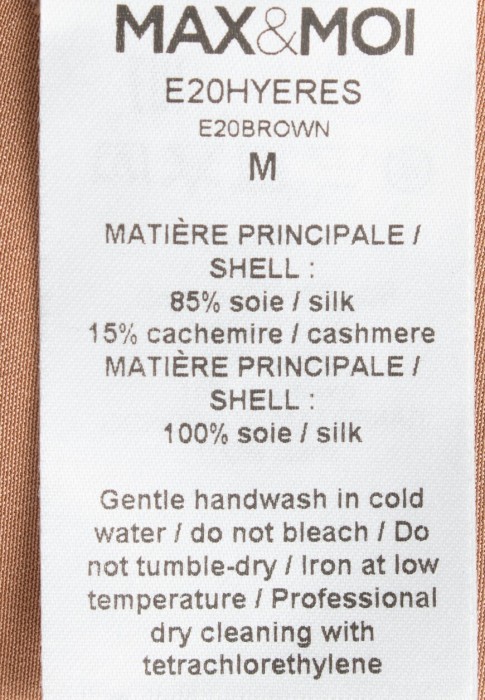 MAX&MOI
E20HYERES
E20BROWN
M
MATIÈRE PRINCIPALE /
SHELL :
85% soie / silk
15% cachemire / cashmere
MATIÈRE PRINCIPALE /
SHELL :
100% soie / silk
Gentle handwash in cold
water / do not bleach / Do
not tumble-dry / Iron at low
temperature / Professional
dry cleaning with
tetrachlorethylene